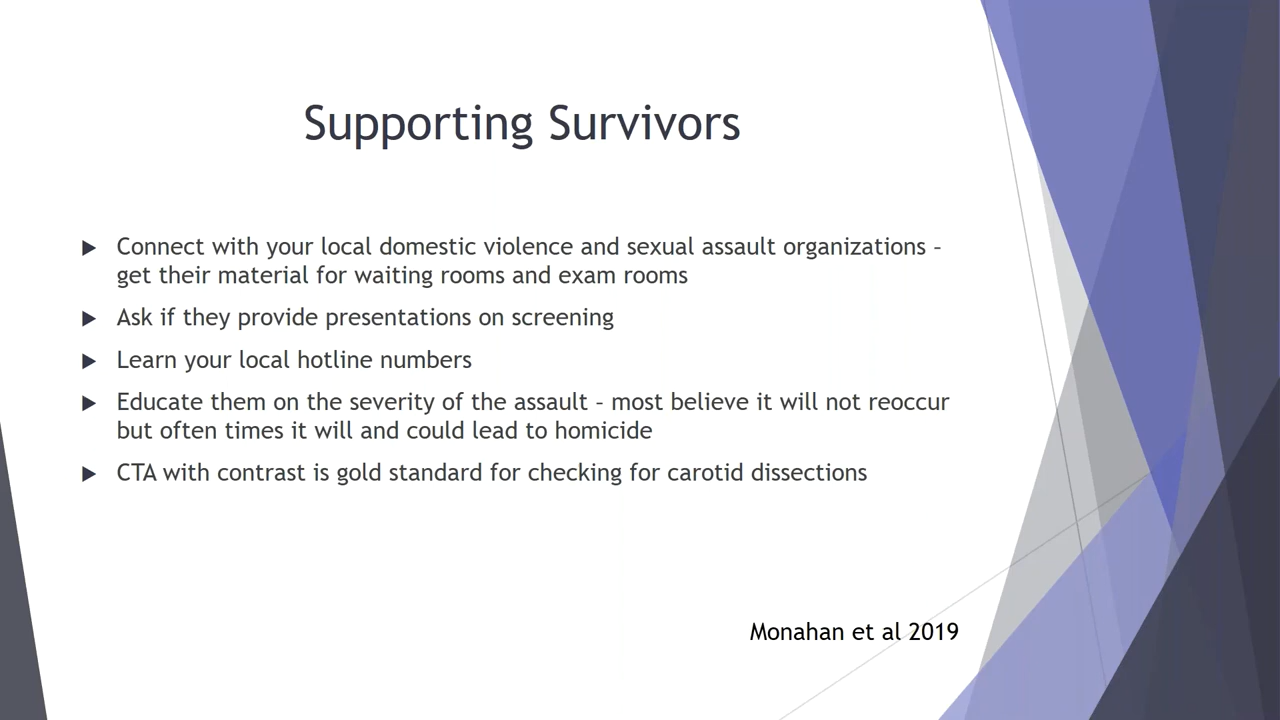 Supporting Survivors
Connect with your local domestic violence and sexual assault organizations –
get their material for waiting rooms and exam rooms
Ask if they provide presentations on screening
Learn your local hotline numbers
Educate them on the severity of the assault – most believe it will not reoccur
but often times it will and could lead to homicide
CTA with contrast is gold standard for checking for carotid dissections
Monahan et al 2019